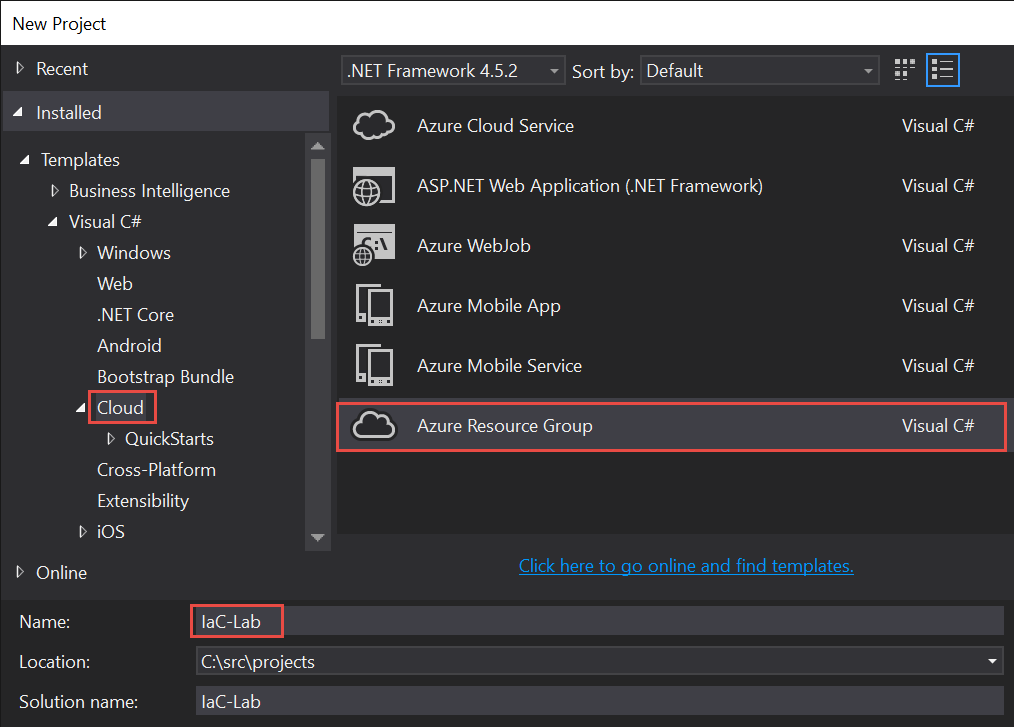 New Project
Recent
Installed
Templates
Business Intelligence
Visual C#
Windows
Web
.NET Core
Android
Bootstrap Bundle
Cloud
QuickStarts
Cross-Platform
Extensibility
iOS
Online
.NET Framework 4.5.2 Sort by: Default
Azure Cloud Service Visual C#
ASP.NET Web Application (.NET Framework) Visual C#
Azure WebJob Visual C#
Azure Mobile App Visual C#
Azure Mobile Service Visual C#
Azure Resource Group Visual C#
Click here to go online and find templates.
Name: IaC-Lab
Location: C:\src\projects
Solution name: IaC-Lab